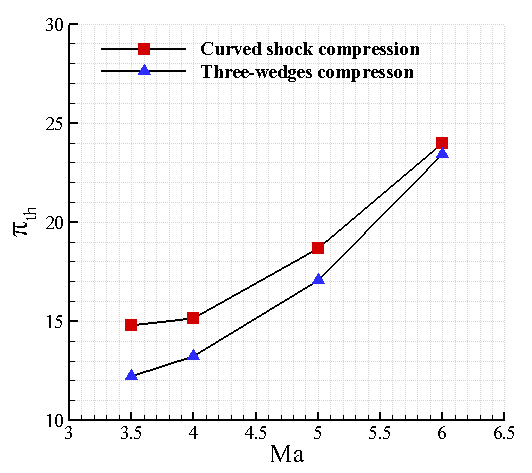 30
Curved shock compression
Three-wedges compresson
25
20
15
10
π_th
3 3.5 4 4.5 5 5.5 6 6.5
Ma